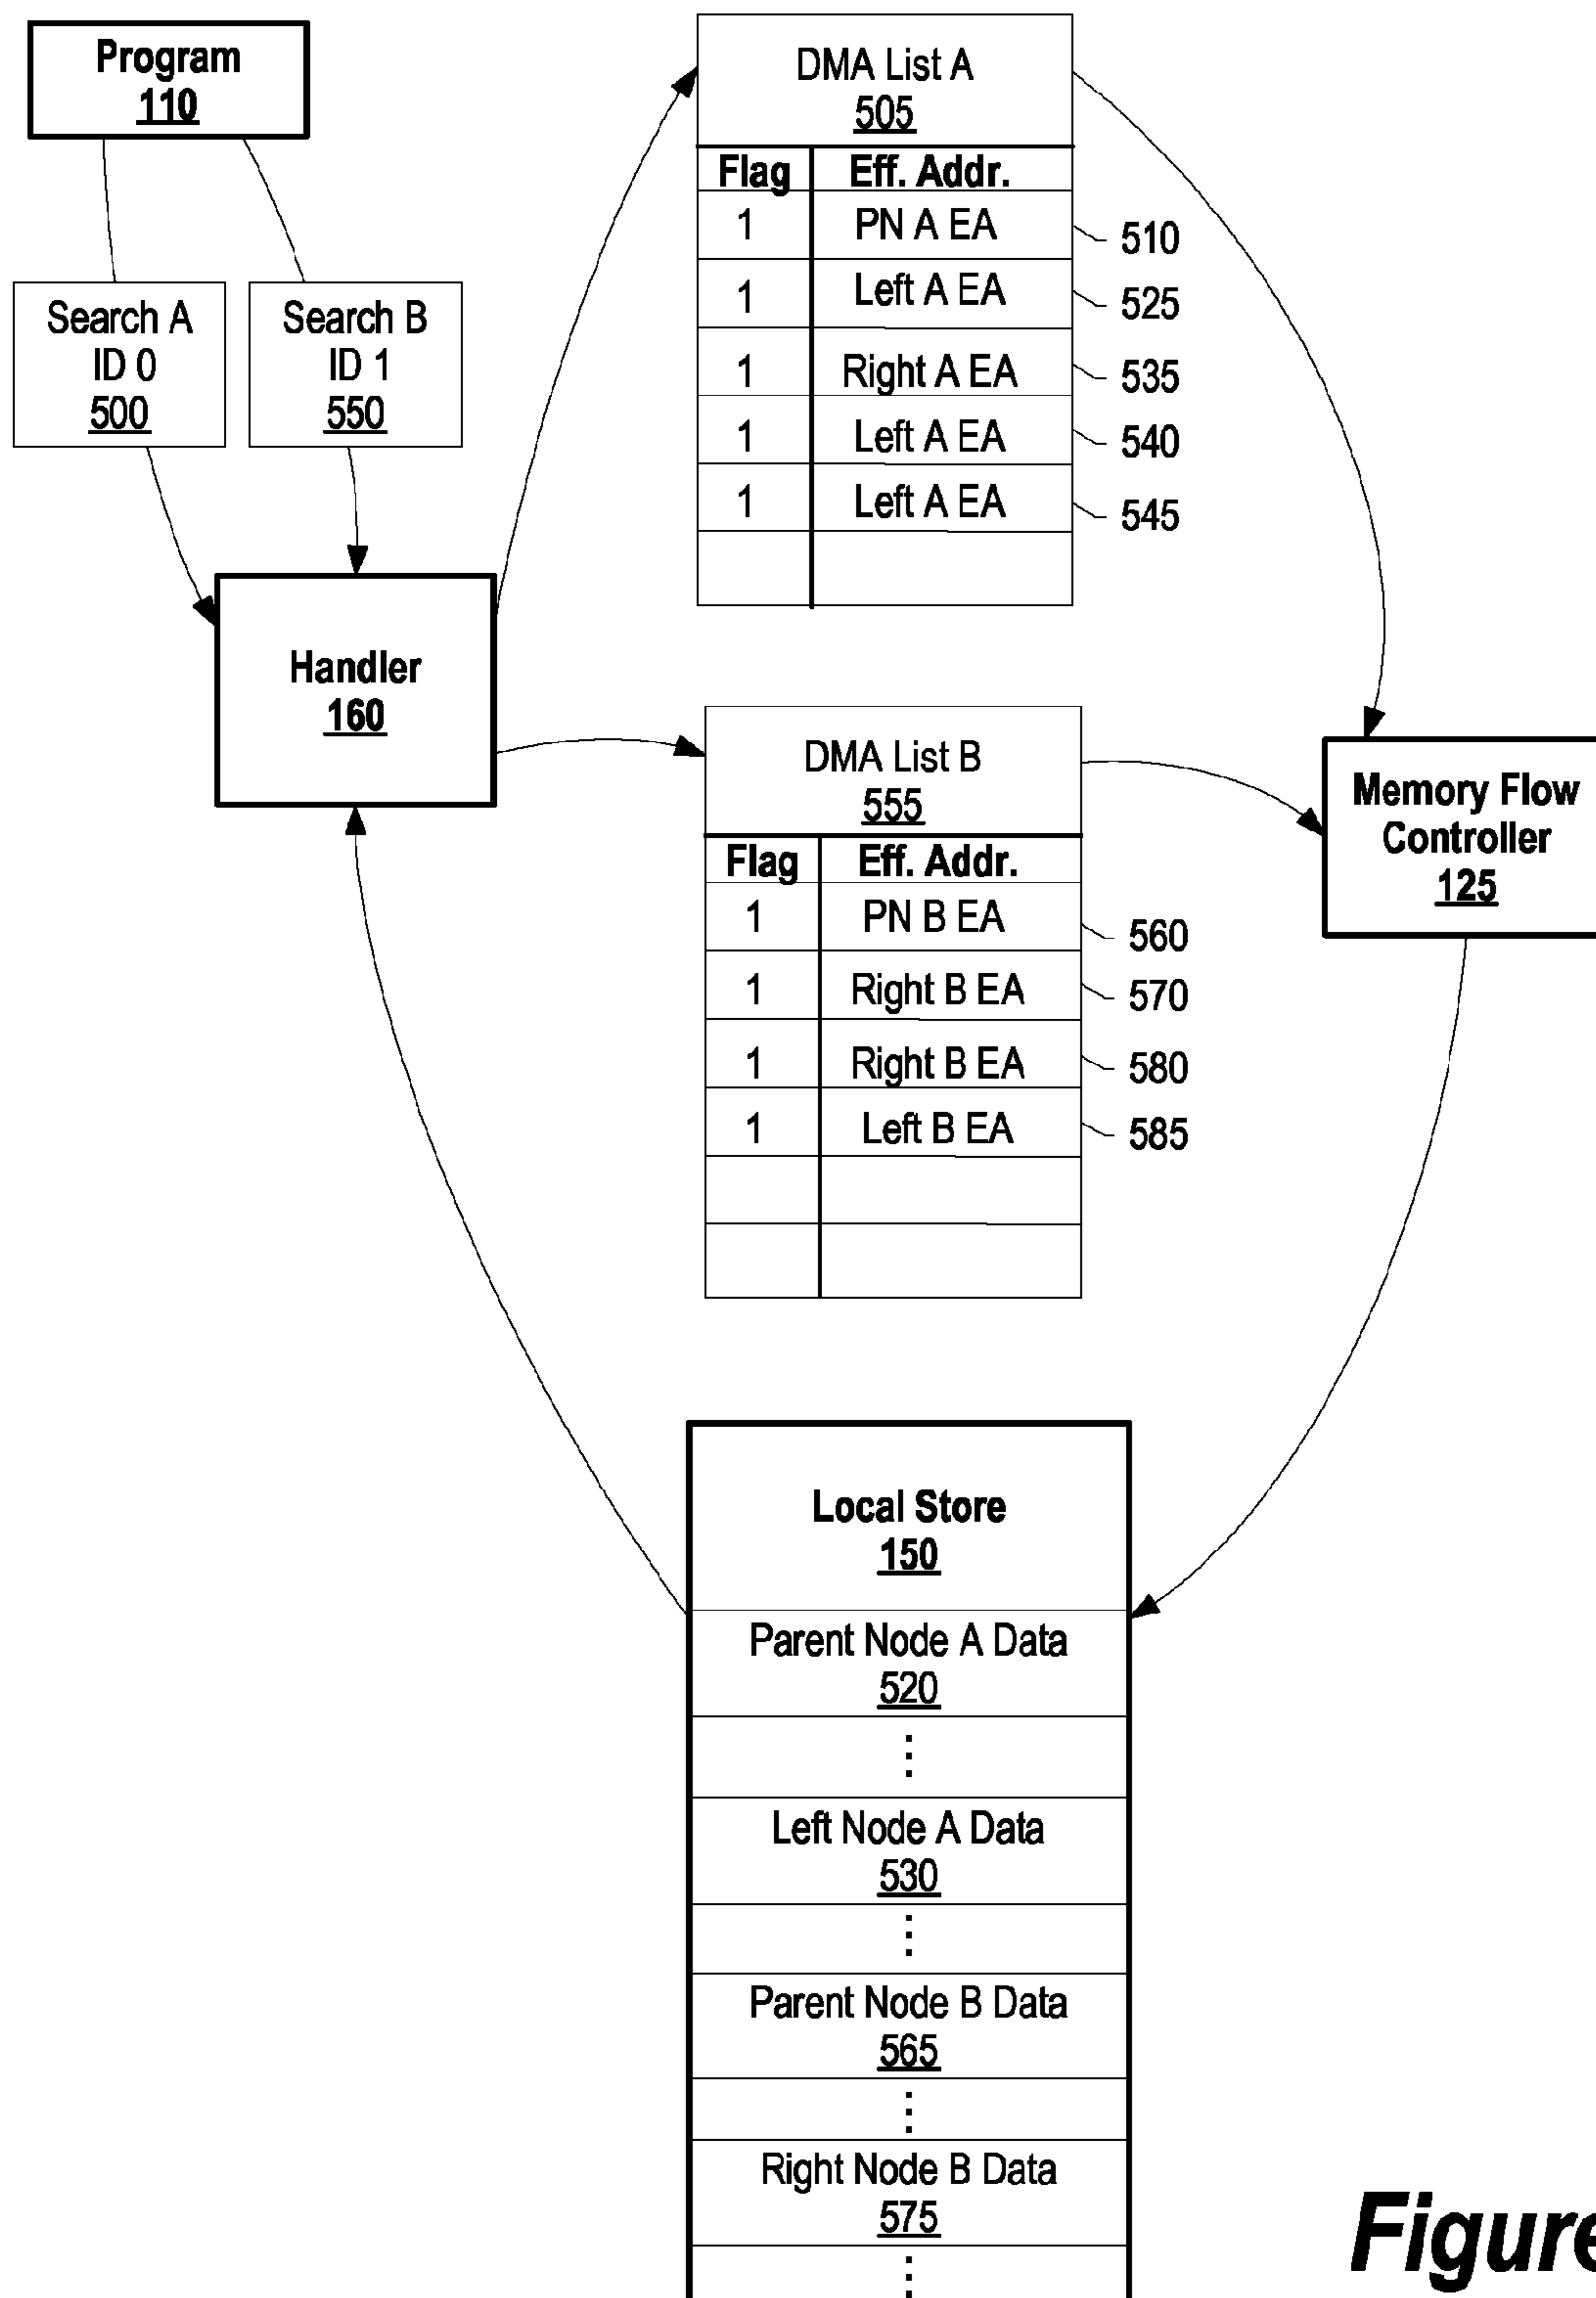 Program
110
Search A
ID 0
500
Search B
ID 1
550
Handler
160
DMA List A
505
Flag Eff. Addr.
1 PN A EA 510
1 Left A EA 525
1 Right A EA 535
1 Left A EA 540
1 Left A EA 545
DMA List B
555
Flag Eff. Addr.
1 PN B EA 560
1 Right B EA 570
1 Right B EA 580
1 Left B EA 585
Memory Flow
Controller
125
Local Store
150
Parent Node A Data
520
⋮
Left Node A Data
530
⋮
Parent Node B Data
565
⋮
Right Node B Data
575
⋮
Figure